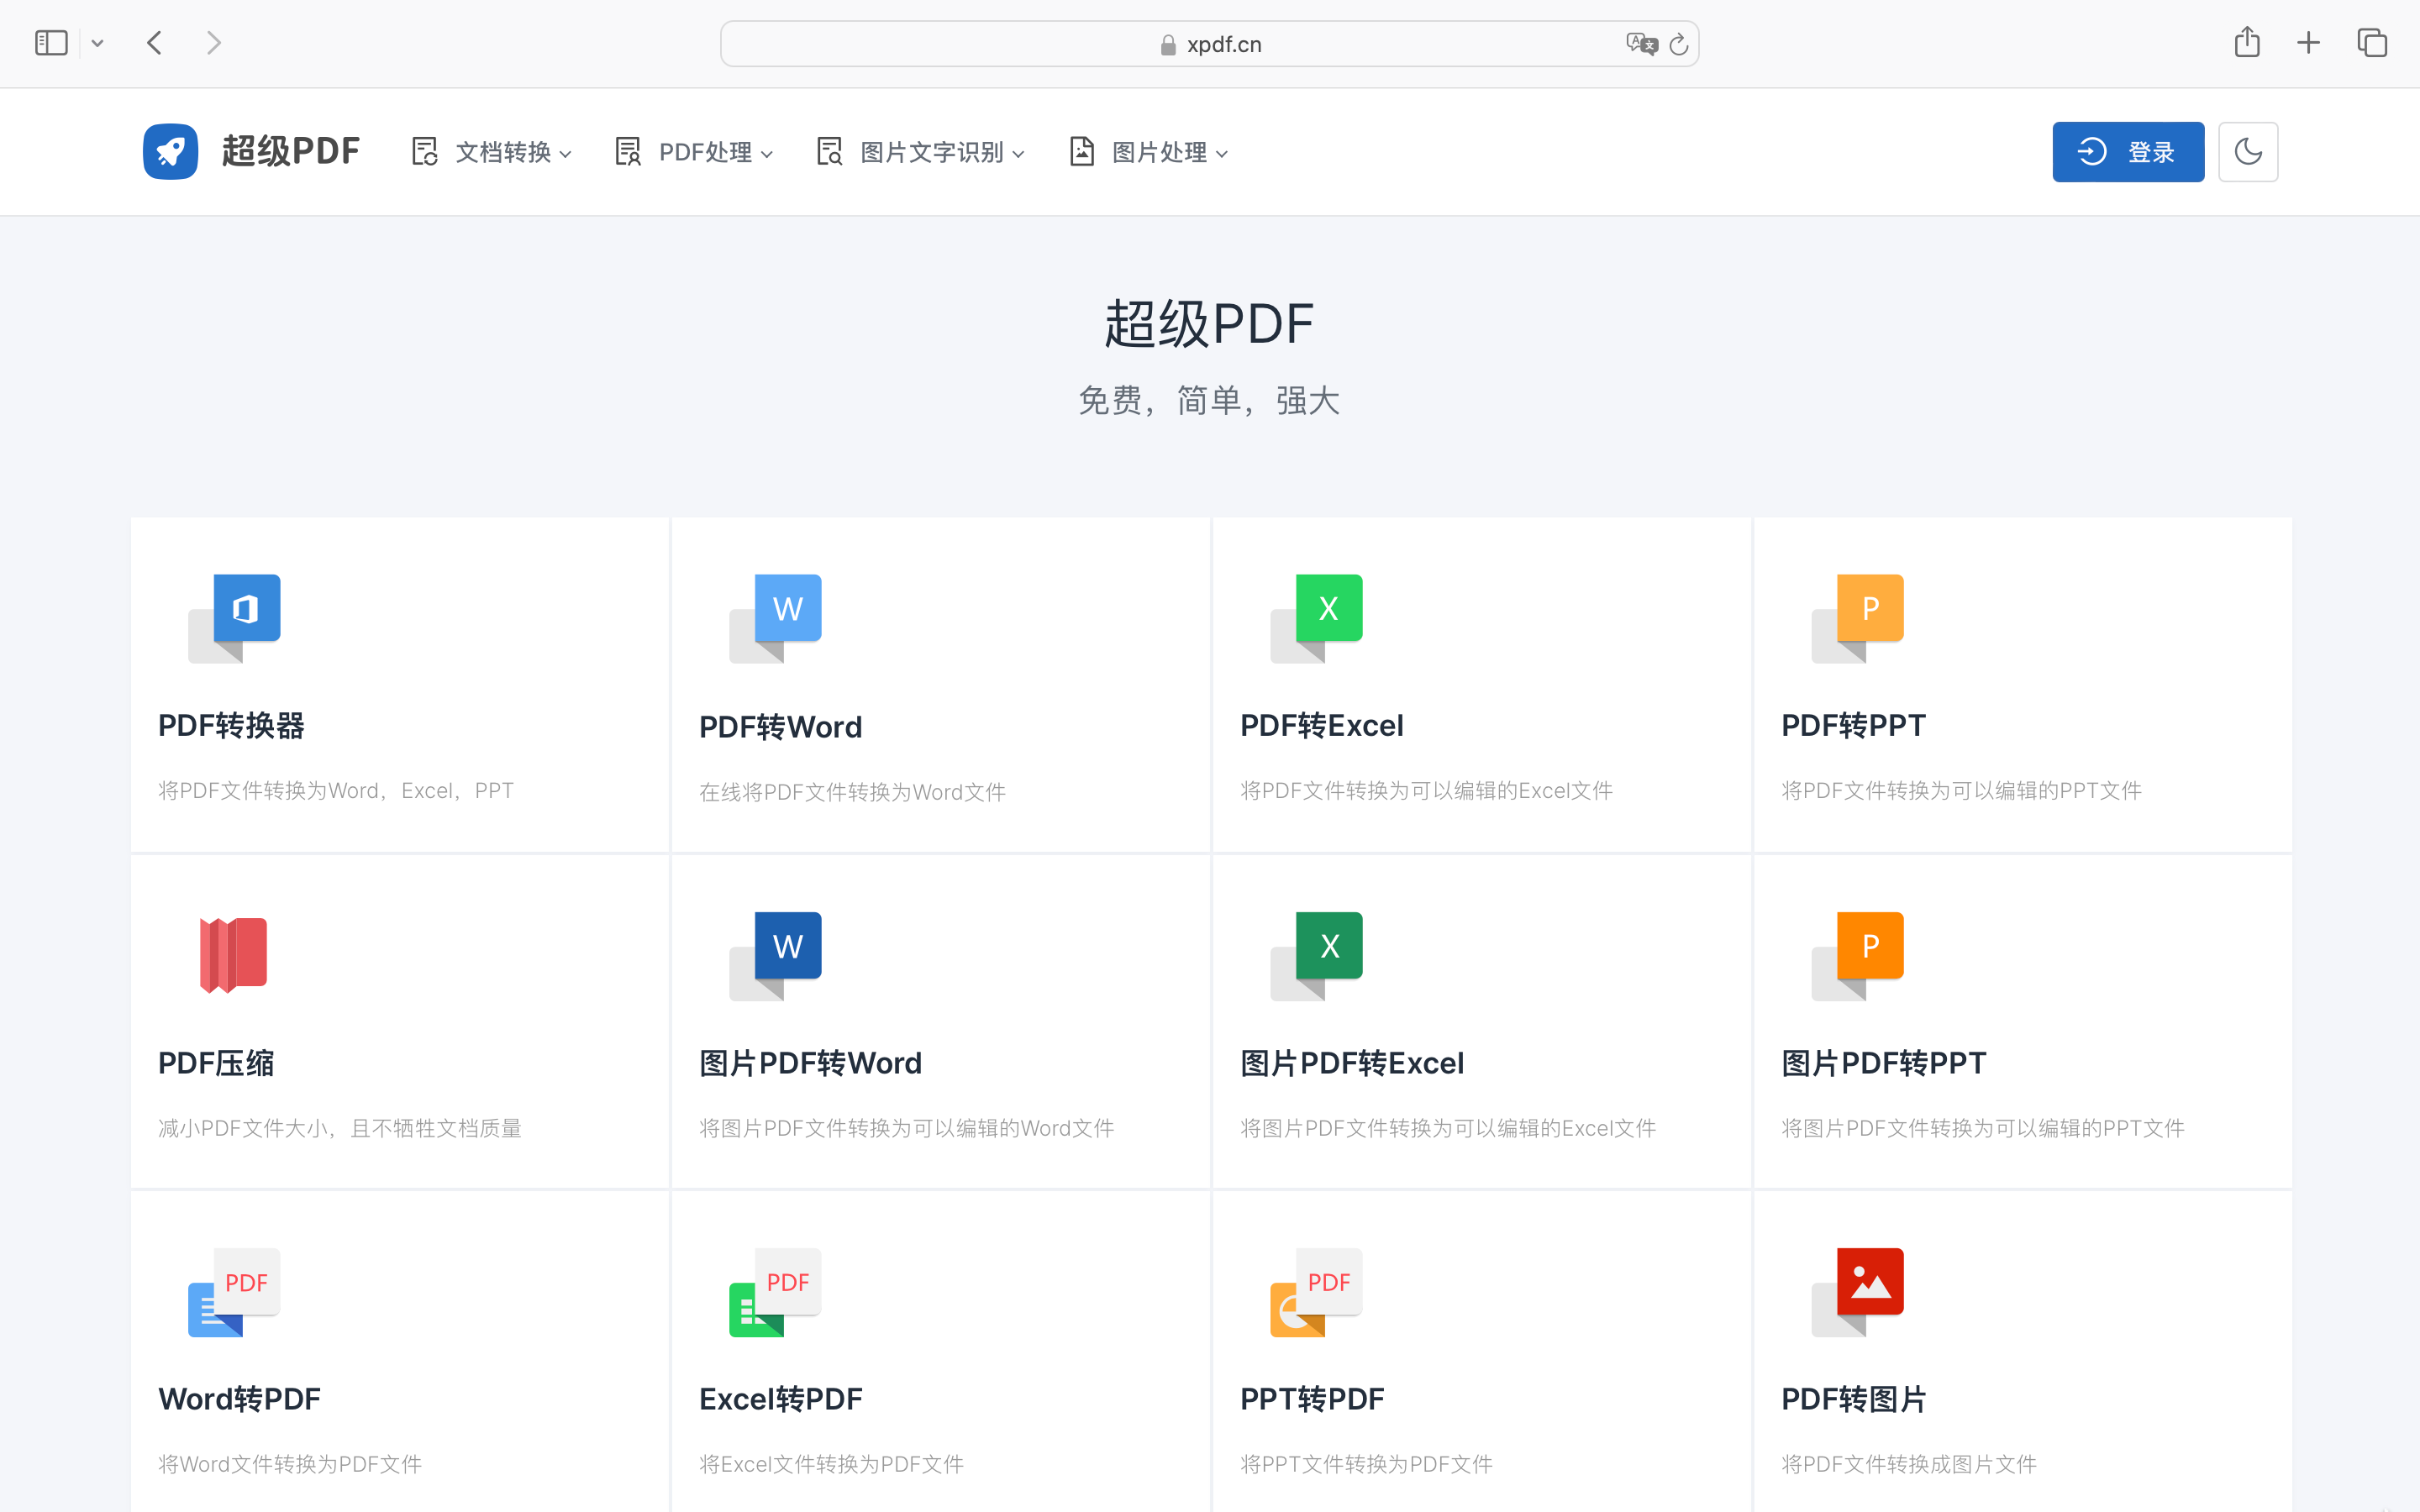 xpdf.cn
超级PDF
文档转换
PDF处理
图片文字识别
图片处理
登录
超级PDF
免费，简单，强大
W
X
P
PDF转换器
PDF转Word
PDF转Excel
PDF转PPT
将PDF文件转换为Word，Excel，PPT
在线将PDF文件转换为Word文件
将PDF文件转换为可以编辑的Excel文件
将PDF文件转换为可以编辑的PPT文件
W
X
P
PDF压缩
图片PDF转Word
图片PDF转Excel
图片PDF转PPT
减小PDF文件大小，且不牺牲文档质量
将图片PDF文件转换为可以编辑的Word文件
将图片PDF文件转换为可以编辑的Excel文件
将图片PDF文件转换为可以编辑的PPT文件
PDF
PDF
PDF
Word转PDF
Excel转PDF
PPT转PDF
PDF转图片
将Word文件转换为PDF文件
将Excel文件转换为PDF文件
将PPT文件转换为PDF文件
将PDF文件转换成图片文件